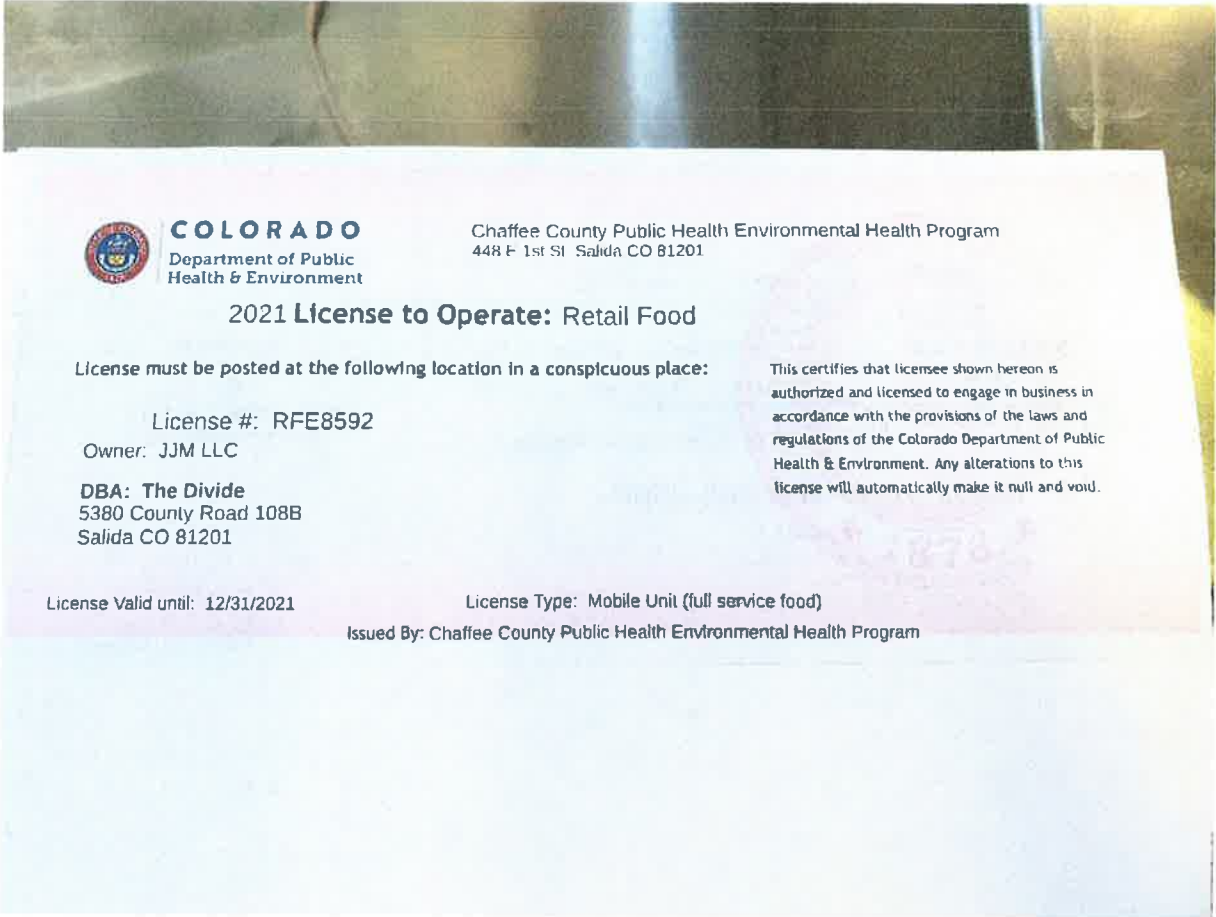 COLORADO
Department of Public
Health & Environment
Chaffee County Public Health Environmental Health Program
448 E 1st St Salida CO 81201
2021 License to Operate: Retail Food
License must be posted at the following location in a conspicuous place:
License #: RFE8592
Owner: JJM LLC
DBA: The Divide
5380 County Road 108B
Salida CO 81201
This certifies that licensee shown hereon is
authorized and licensed to engage in business in
accordance with the provisions of the laws and
regulations of the Colorado Department of Public
Health & Environment. Any alterations to this
license will automatically make it null and void.
License Valid until: 12/31/2021
License Type: Mobile Unit (full service food)
Issued By: Chaffee County Public Health Environmental Health Program